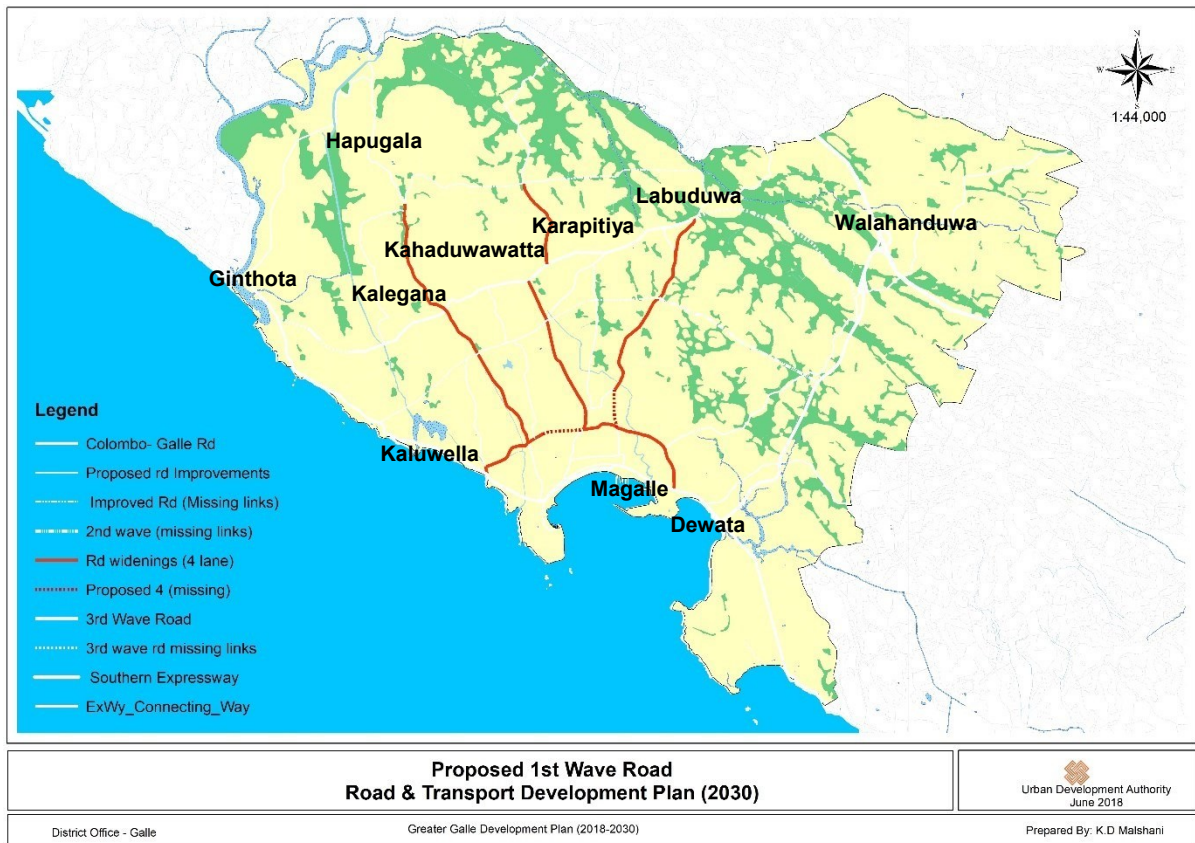 N
W
E
S
1:44,000
Hapugala
Labuduwa
Karapitiya
Walahanduwa
Kahaduwawatta
Ginthota
Kalegana
Kaluwella
Magalle
Dewata
Legend
Colombo- Galle Rd
Proposed rd Improvements
Improved Rd (Missing links)
2nd wave (missing links)
Rd widenings (4 lane)
Proposed 4 (missing)
3rd Wave Road
3rd wave rd missing links
Southern Expressway
ExWy_Connecting_Way
Proposed 1st Wave Road
Road & Transport Development Plan (2030)
Urban Development Authority
June 2018
District Office - Galle
Greater Galle Development Plan (2018-2030)
Prepared By: K.D Malshani